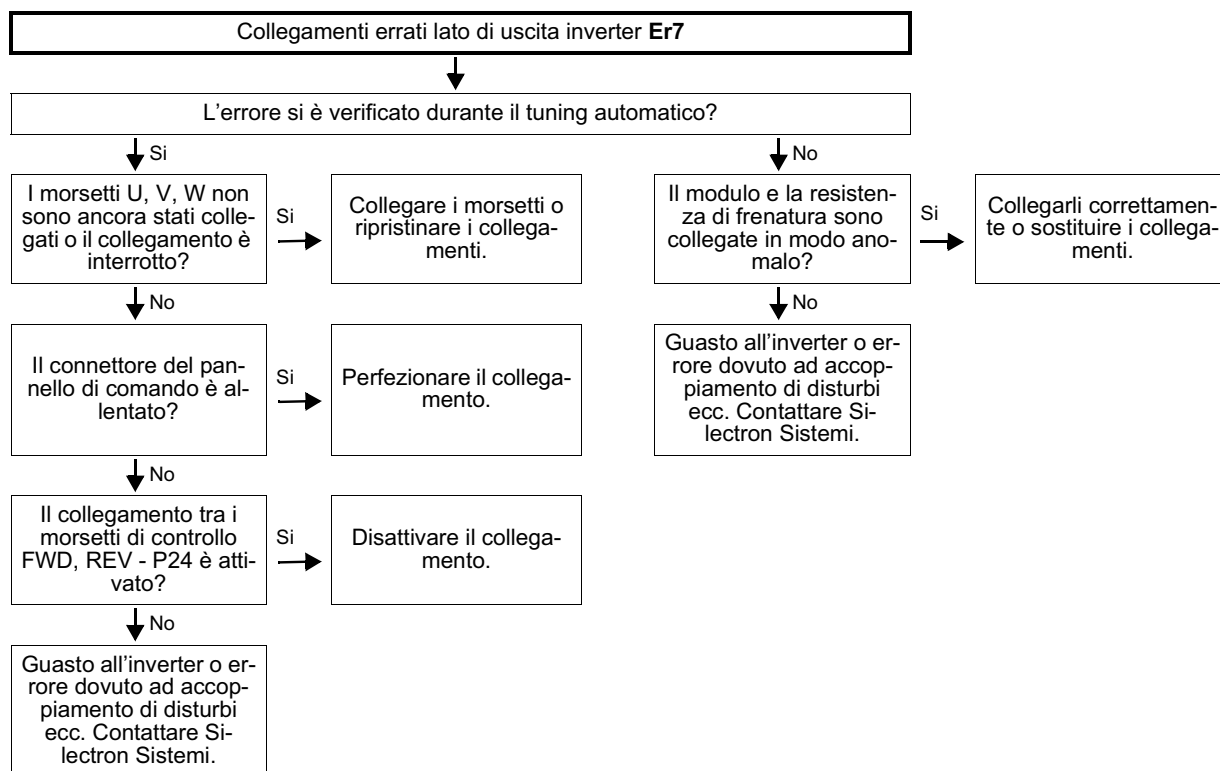 Collegamenti errati lato di uscita inverter Er7
L'errore si è verificato durante il tuning automatico?
Si
No
I morsetti U, V, W non
sono ancora stati colle-
gati o il collegamento è
interrotto?
Si
Collegare i morsetti o
ripristinare i collega-
menti.
Il modulo e la resisten-
za di frenatura sono
collegate in modo ano-
malo?
Si
Collegarli correttamen-
te o sostituire i collega-
menti.
No
No
Il connettore del pan-
nello di comando è al-
lentato?
Si
Perfezionare il collega-
mento.
Guasto all'inverter o er-
rore dovuto ad accop-
piamento di disturbi
ecc. Contattare Si-
lectron Sistemi.
No
Il collegamento tra i
morsetti di controllo
FWD, REV - P24 è atti-
vato?
Si
Disattivare il collega-
mento.
No
Guasto all'inverter o er-
rore dovuto ad accop-
piamento di disturbi
ecc. Contattare Si-
lectron Sistemi.